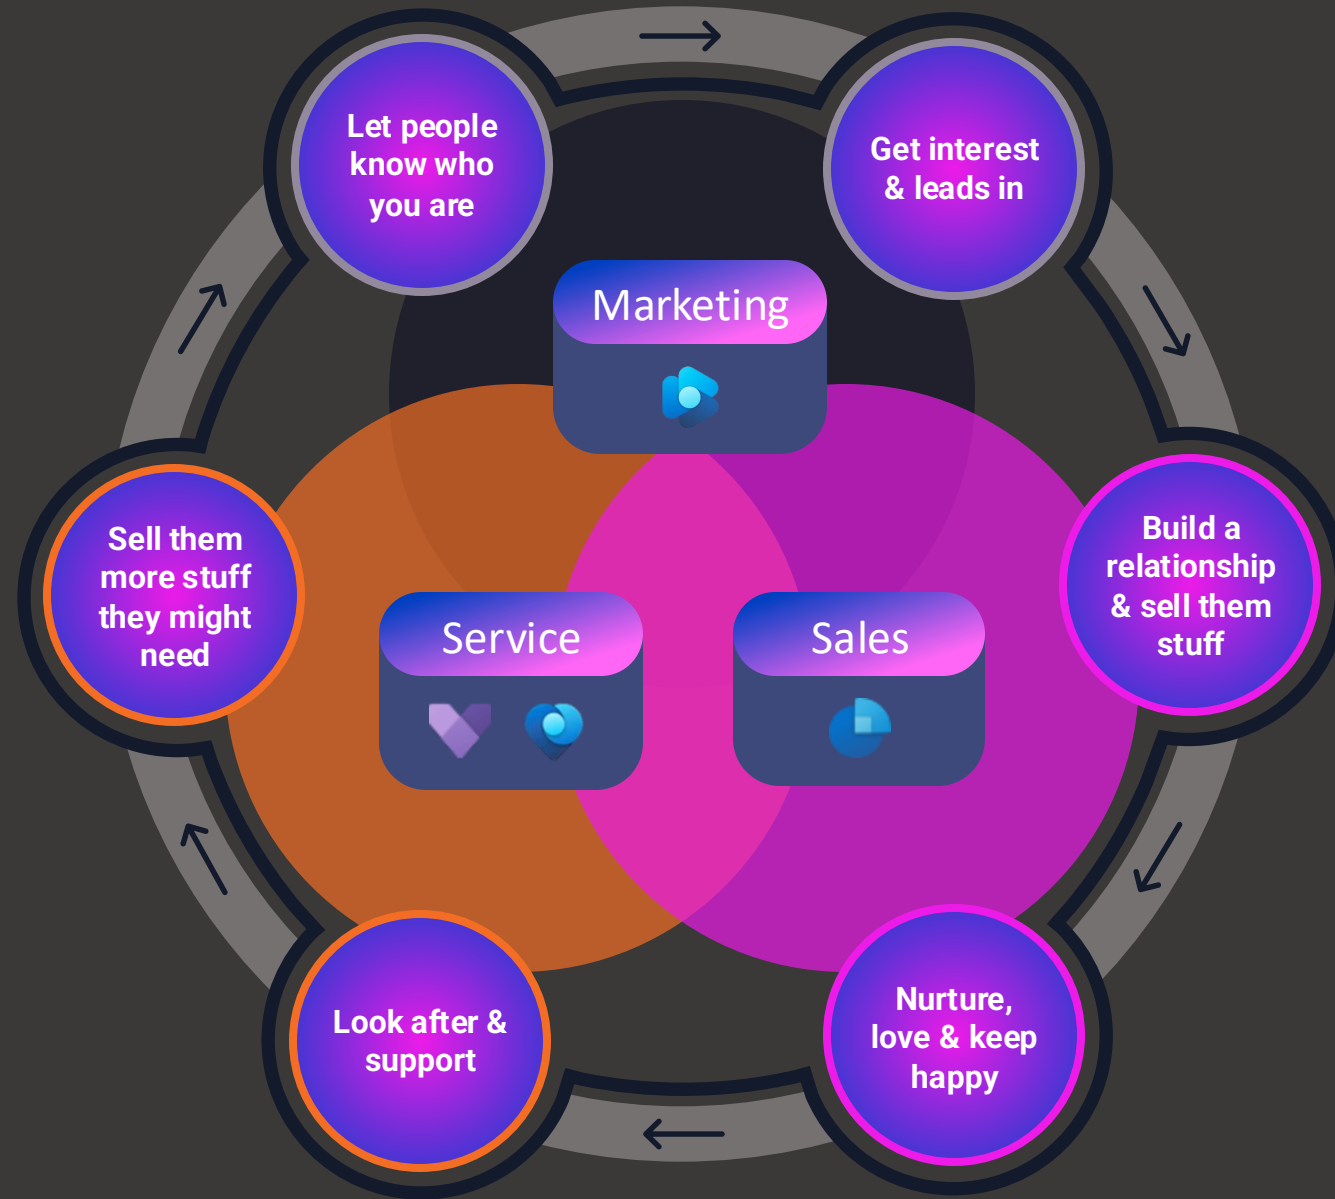 Let people
know who
you are
Get interest
& leads in
Marketing
Sell them
more stuff
they might
need
Service
Sales
Build a
relationship
& sell them
stuff
Look after &
support
Nurture,
love & keep
happy